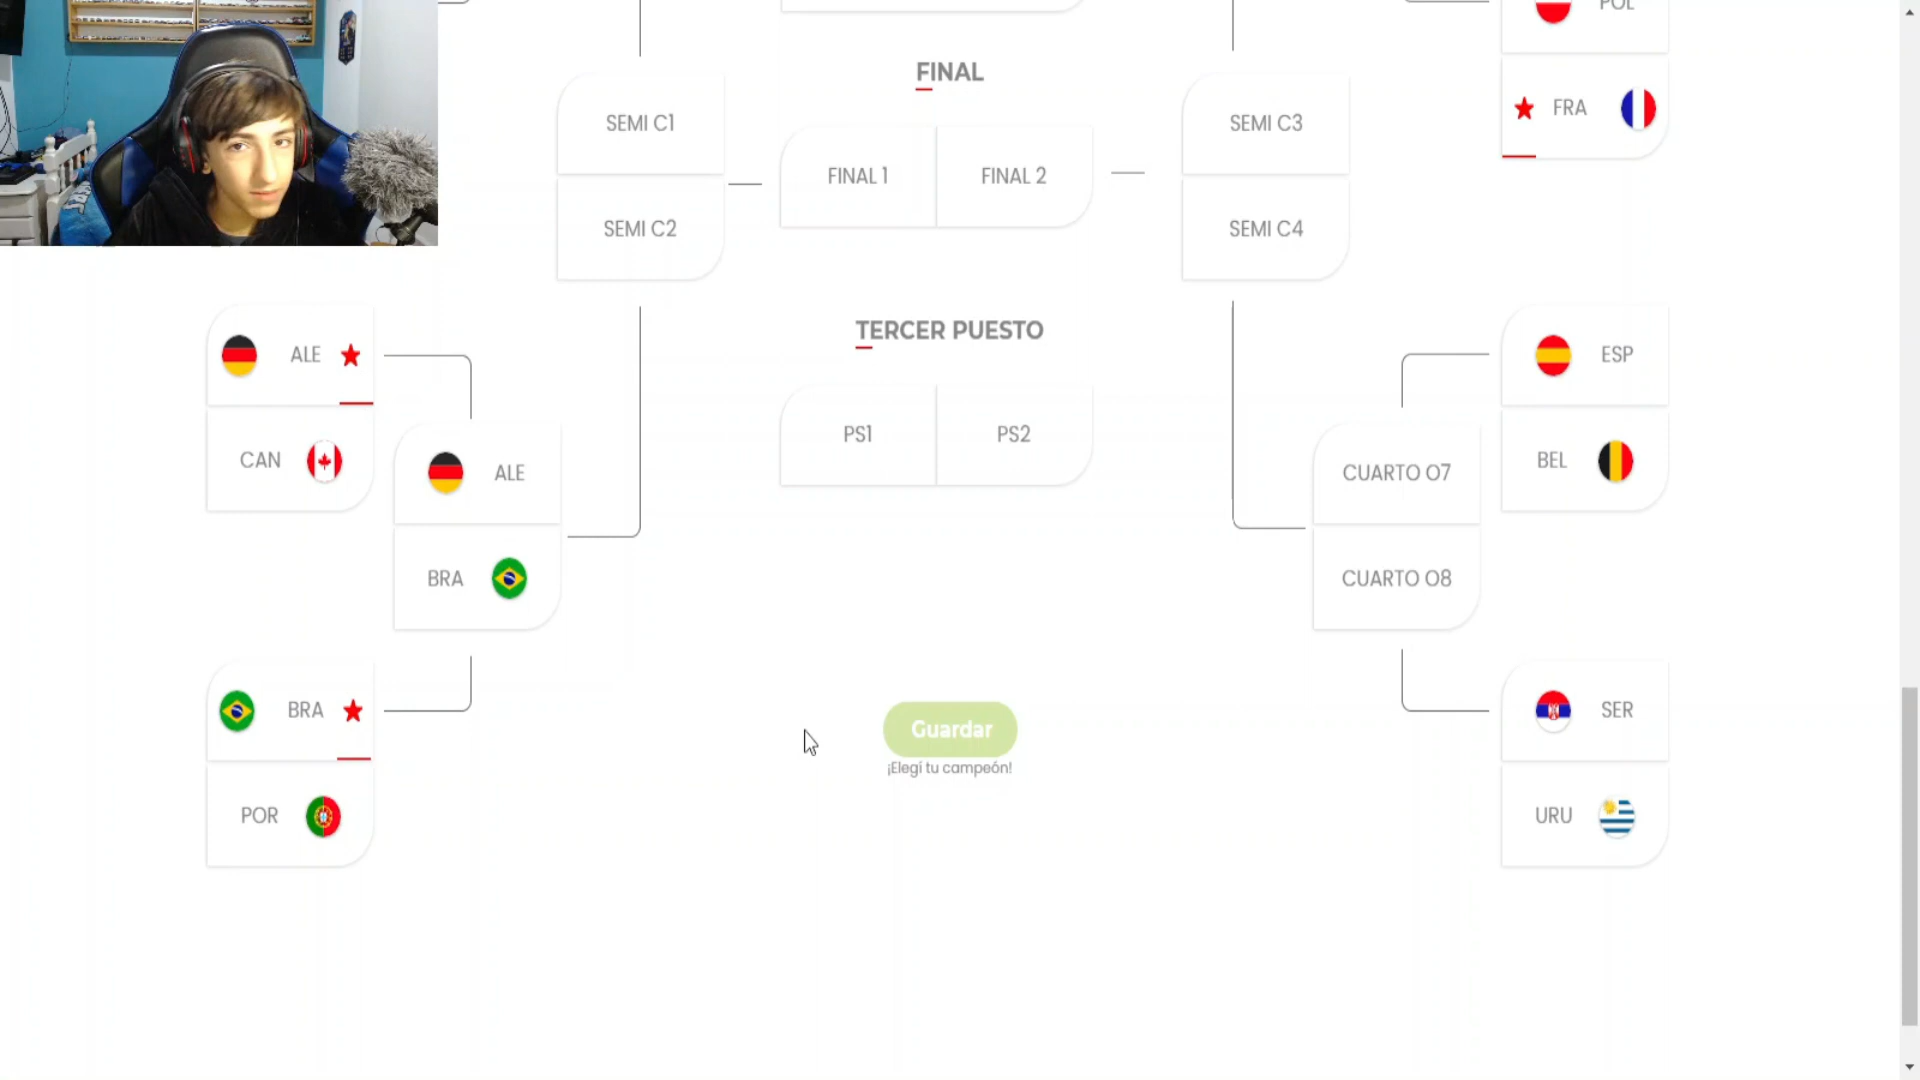 POL
FINAL
FRA
SEMI C1
SEMI C3
FINAL 1
FINAL 2
SEMI C2
SEMI C4
TERCER PUESTO
ALE
ESP
PS1
PS2
CAN
BEL
ALE
CUARTO O7
BRA
CUARTO O8
BRA
SER
Guardar
¡Elegí tu campeón!
POR
URU